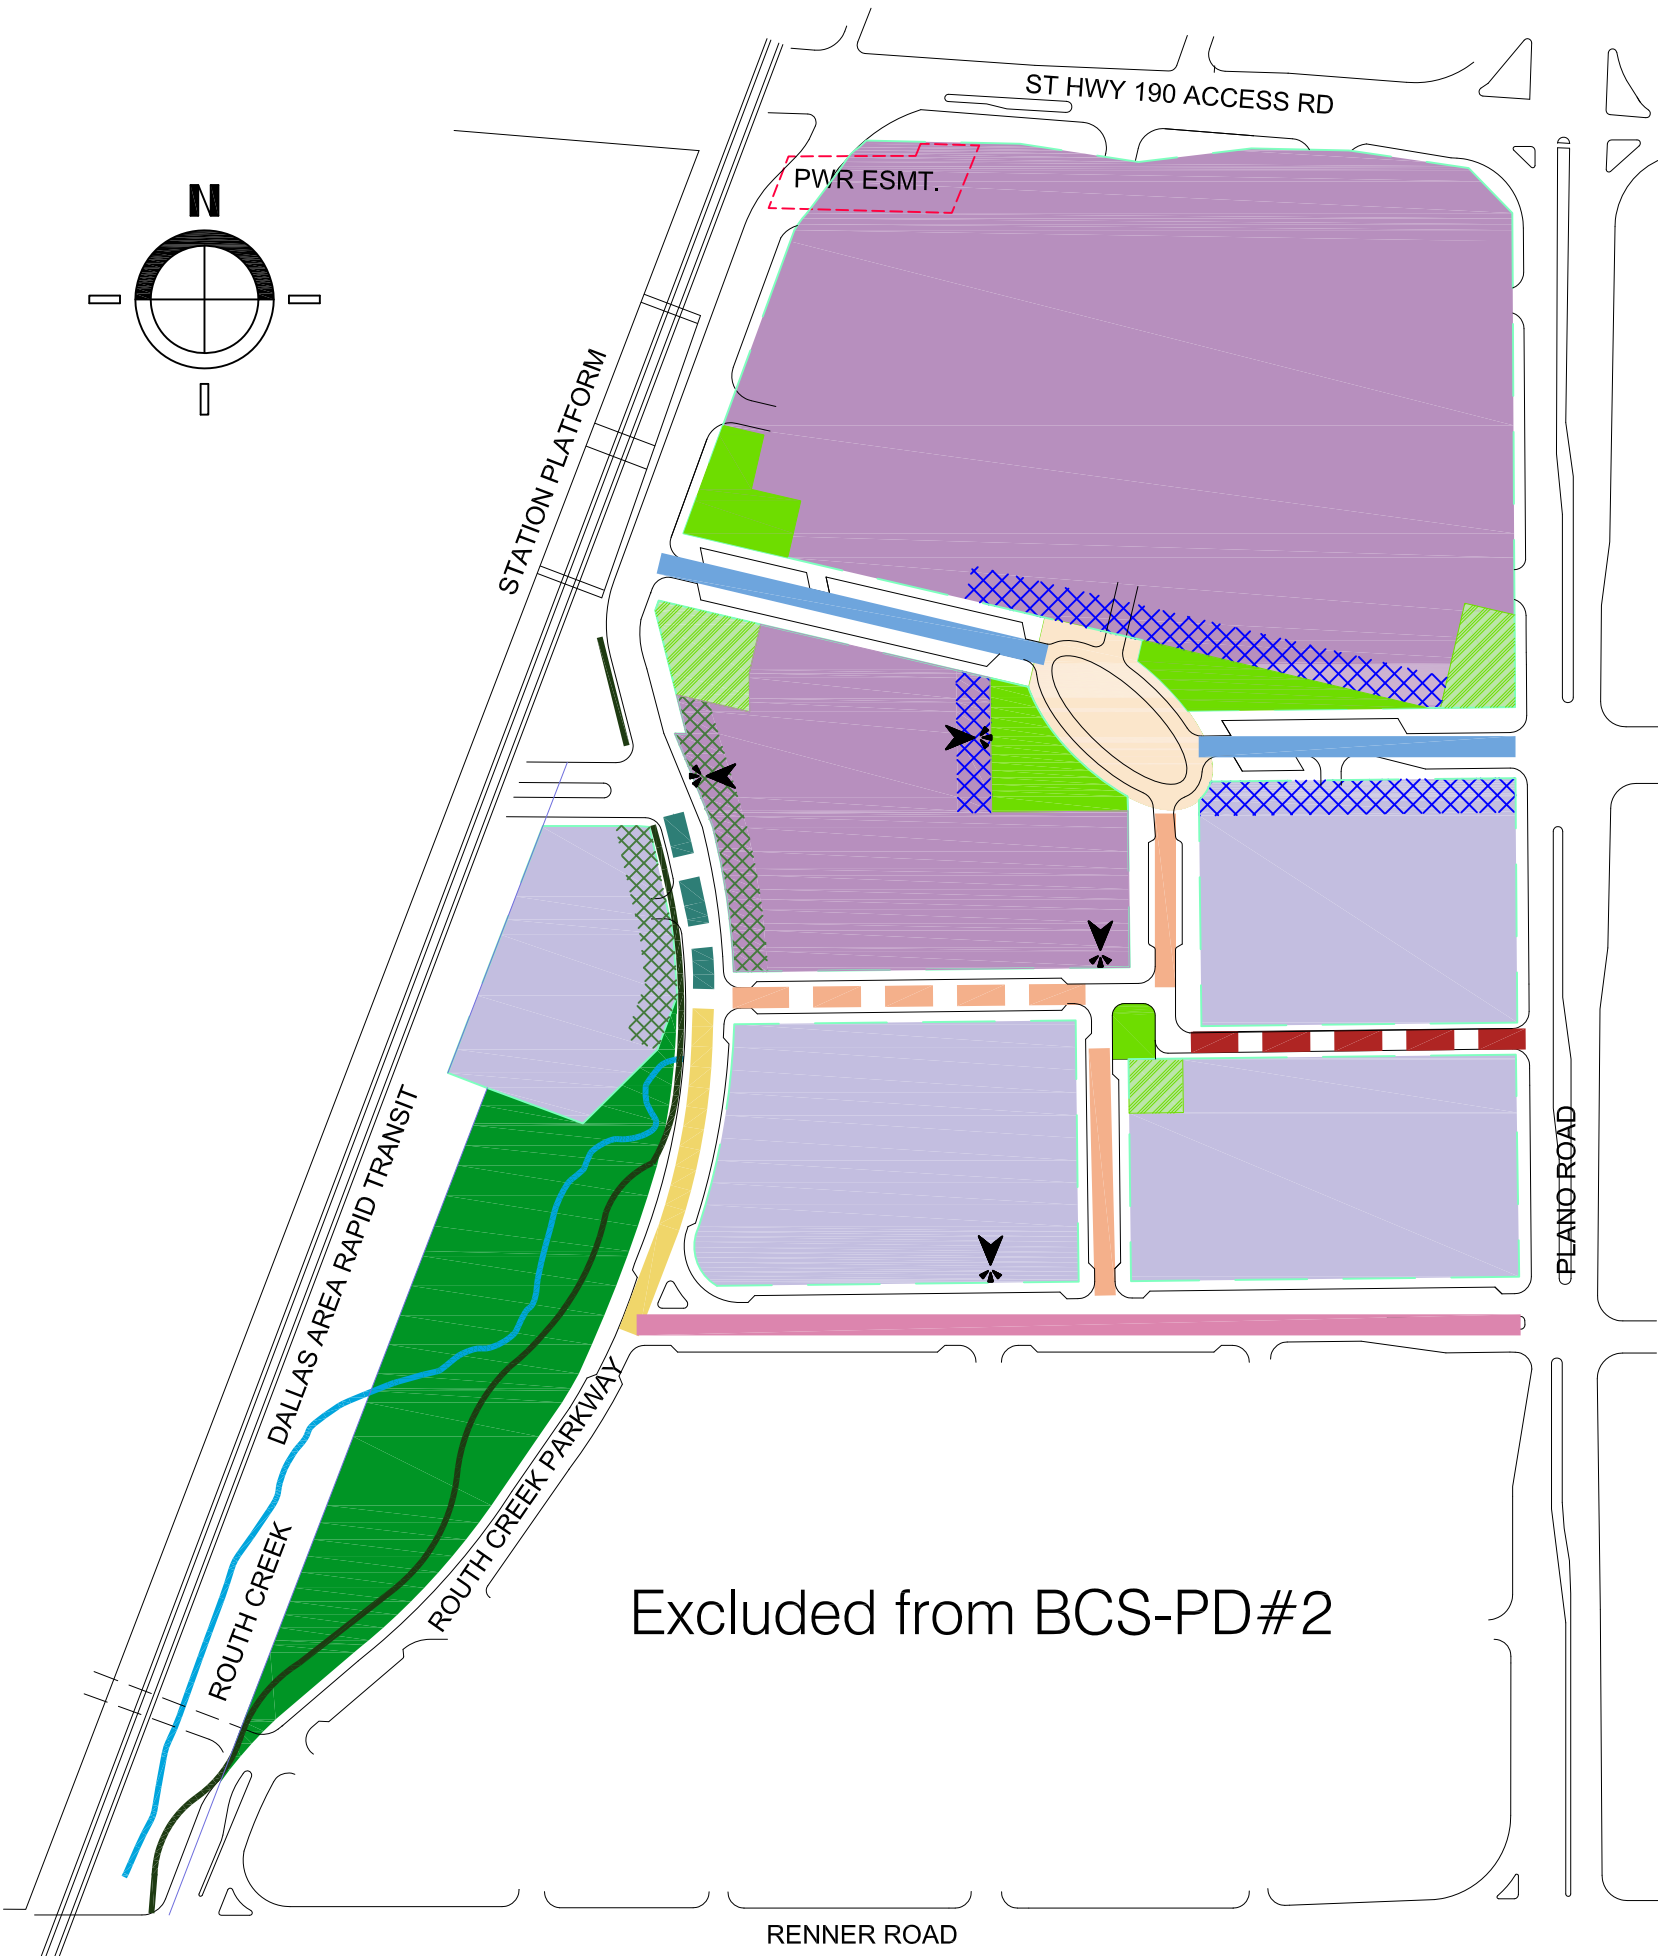 ST HWY 190 ACCESS RD
PWR ESMT.
N
STATION PLATFORM
DALLAS AREA RAPID TRANSIT
PLANO ROAD
ROUTH CREEK PARKWAY
ROUTH CREEK
Excluded from BCS-PD#2
RENNER ROAD